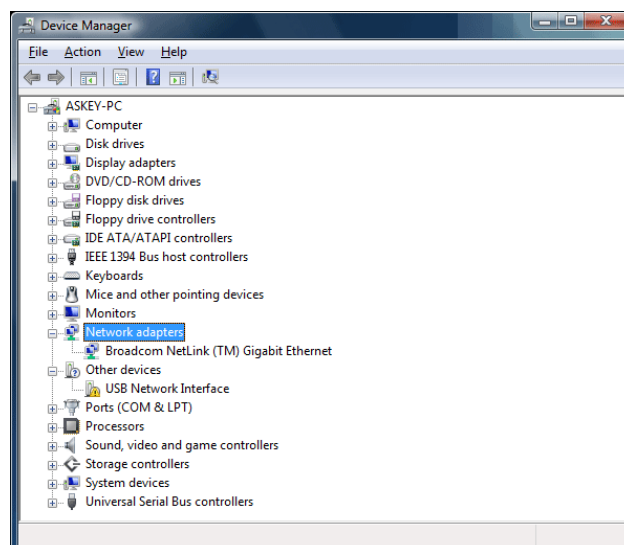 Device Manager
File Action View Help
ASKEY-PC
Computer
Disk drives
Display adapters
DVD/CD-ROM drives
Floppy disk drives
Floppy drive controllers
IDE ATA/ATAPI controllers
IEEE 1394 Bus host controllers
Keyboards
Mice and other pointing devices
Monitors
Network adapters
Broadcom NetLink (TM) Gigabit Ethernet
Other devices
USB Network Interface
Ports (COM & LPT)
Processors
Sound, video and game controllers
Storage controllers
System devices
Universal Serial Bus controllers